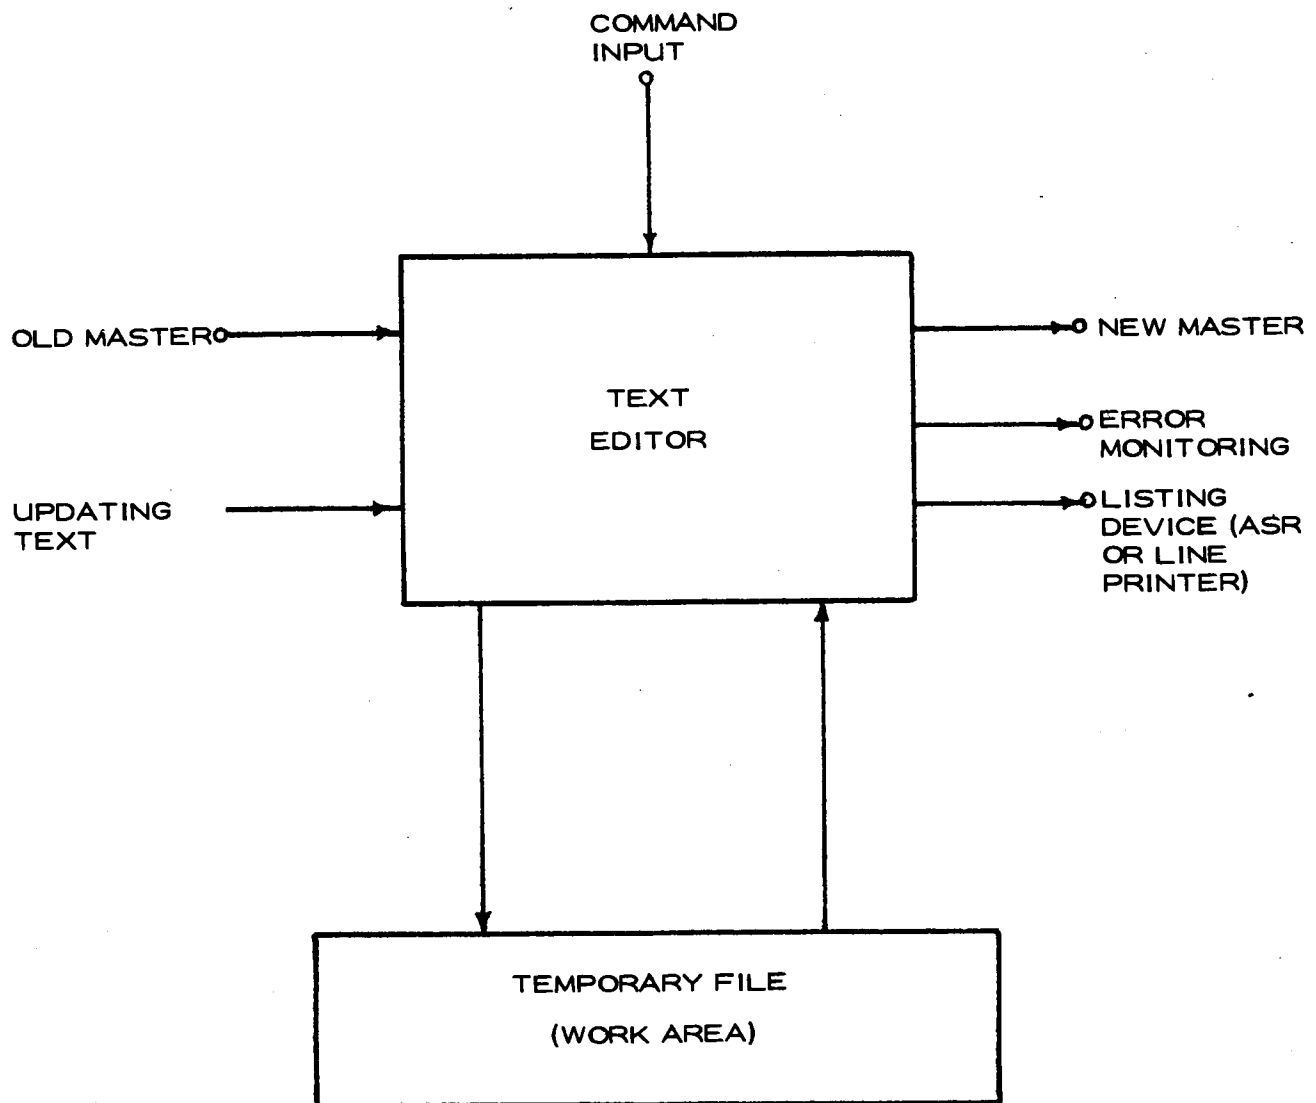 COMMAND
INPUT
OLD MASTER
NEW MASTER
TEXT
EDITOR
ERROR
MONITORING
UPDATING
TEXT
LISTING
DEVICE (ASR
OR LINE
PRINTER)
TEMPORARY FILE
(WORK AREA)